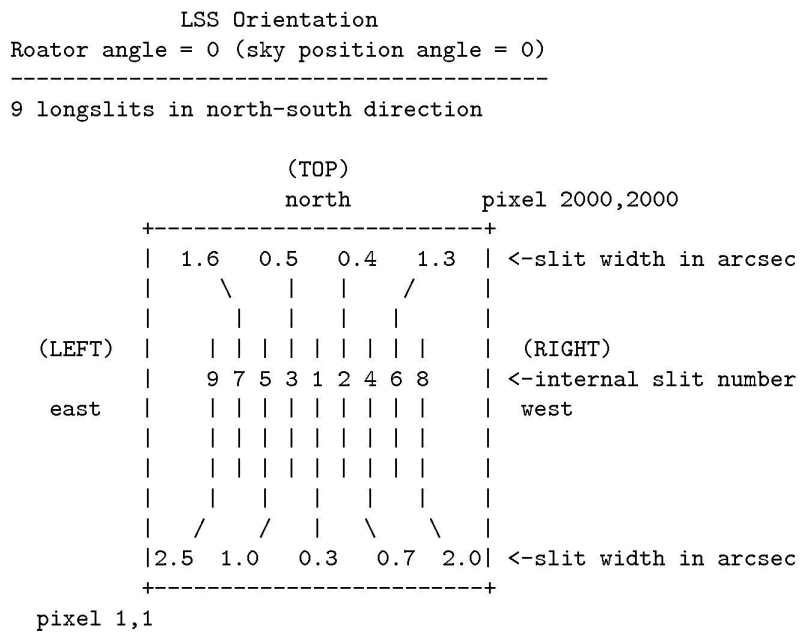 LSS Orientation
Roator angle = 0 (sky position angle = 0)
-----------------------------------------
9 longslits in north-south direction
(TOP)
north pixel 2000,2000
+-------------------------+
| 1.6 0.5 0.4 1.3 | <-slit width in arcsec
| \ | | / |
| | | | | |
(LEFT) | | | | | | | | | | | (RIGHT)
| 9 7 5 3 1 2 4 6 8 | <-internal slit number
east | | | | | | | | | | | west
| | | | | | | | | | |
| | | | | | | | | | |
| | | | | | |
| / / | \ \ |
|2.5 1.0 0.3 0.7 2.0| <-slit width in arcsec
+-------------------------+
pixel 1,1